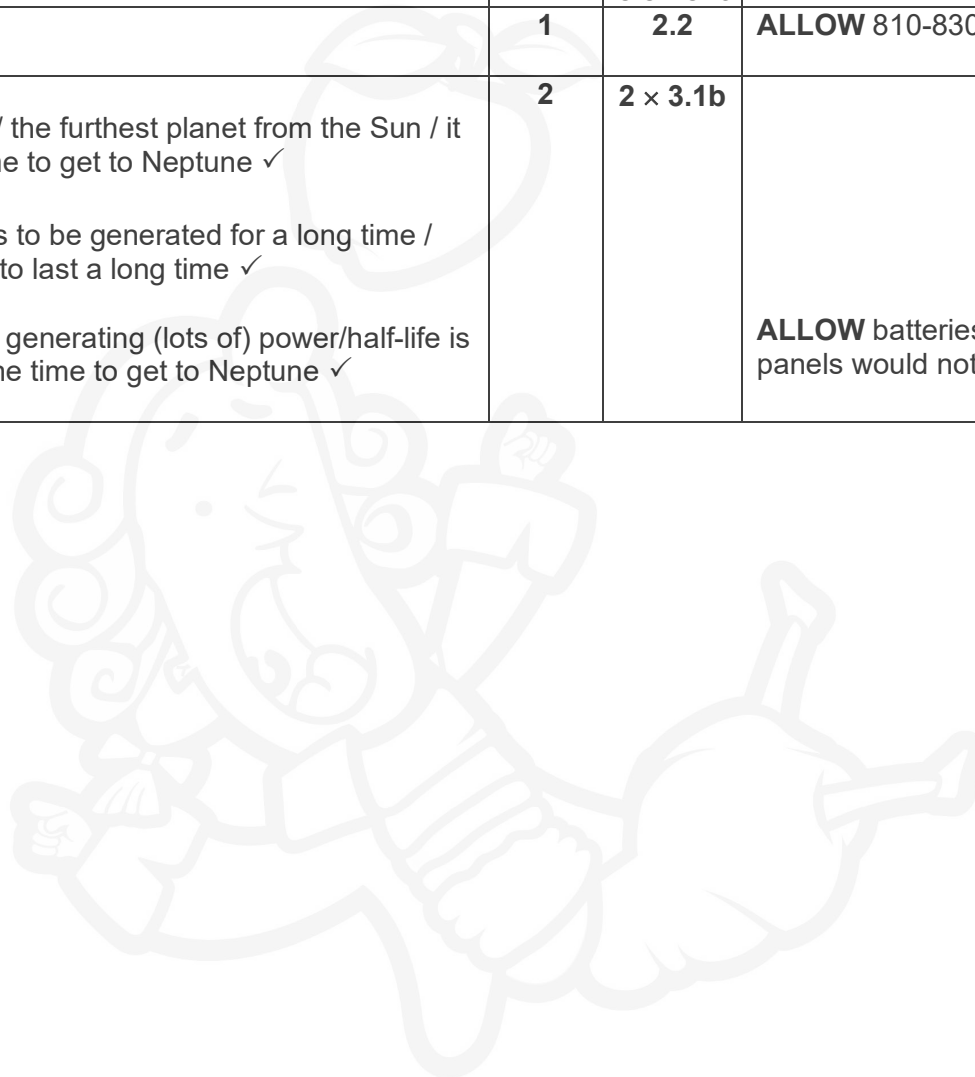 1 2.2 ALLOW 810-830
2 2 × 3.1b
/ the furthest planet from the Sun / it
e to get to Neptune ✓
s to be generated for a long time /
to last a long time ✓
generating (lots of) power/half-life is
ALLOW batteries
e time to get to Neptune ✓
panels would not